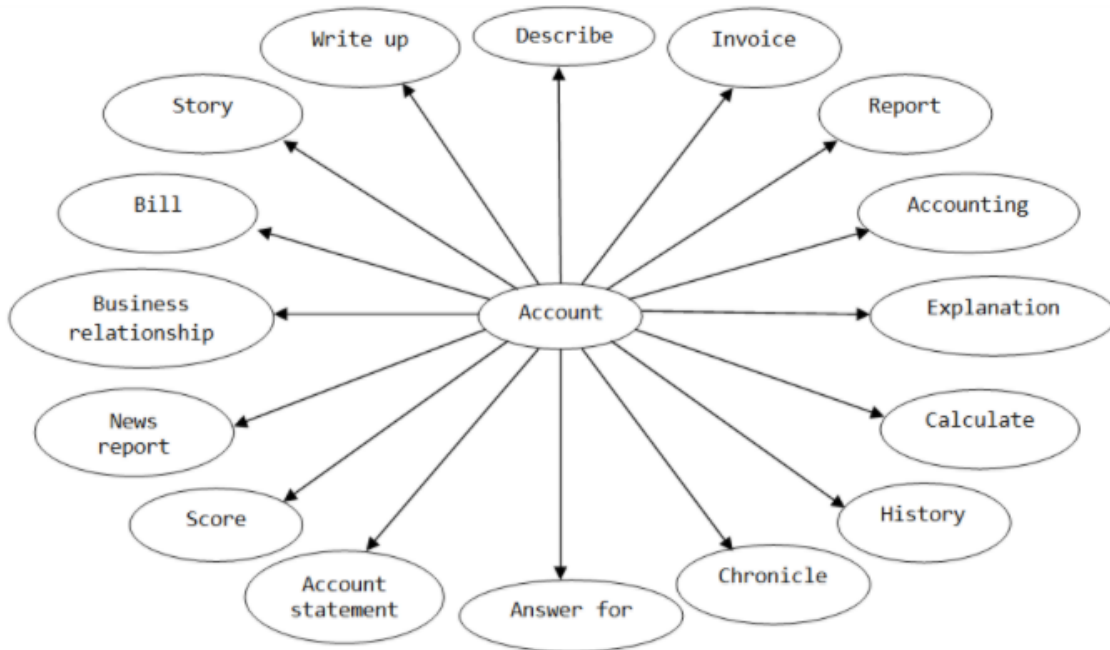 Write up
Describe
Invoice
Story
Report
Bill
Accounting
Business
relationship
Account
Explanation
News
report
Calculate
Score
History
Account
statement
Answer for
Chronicle